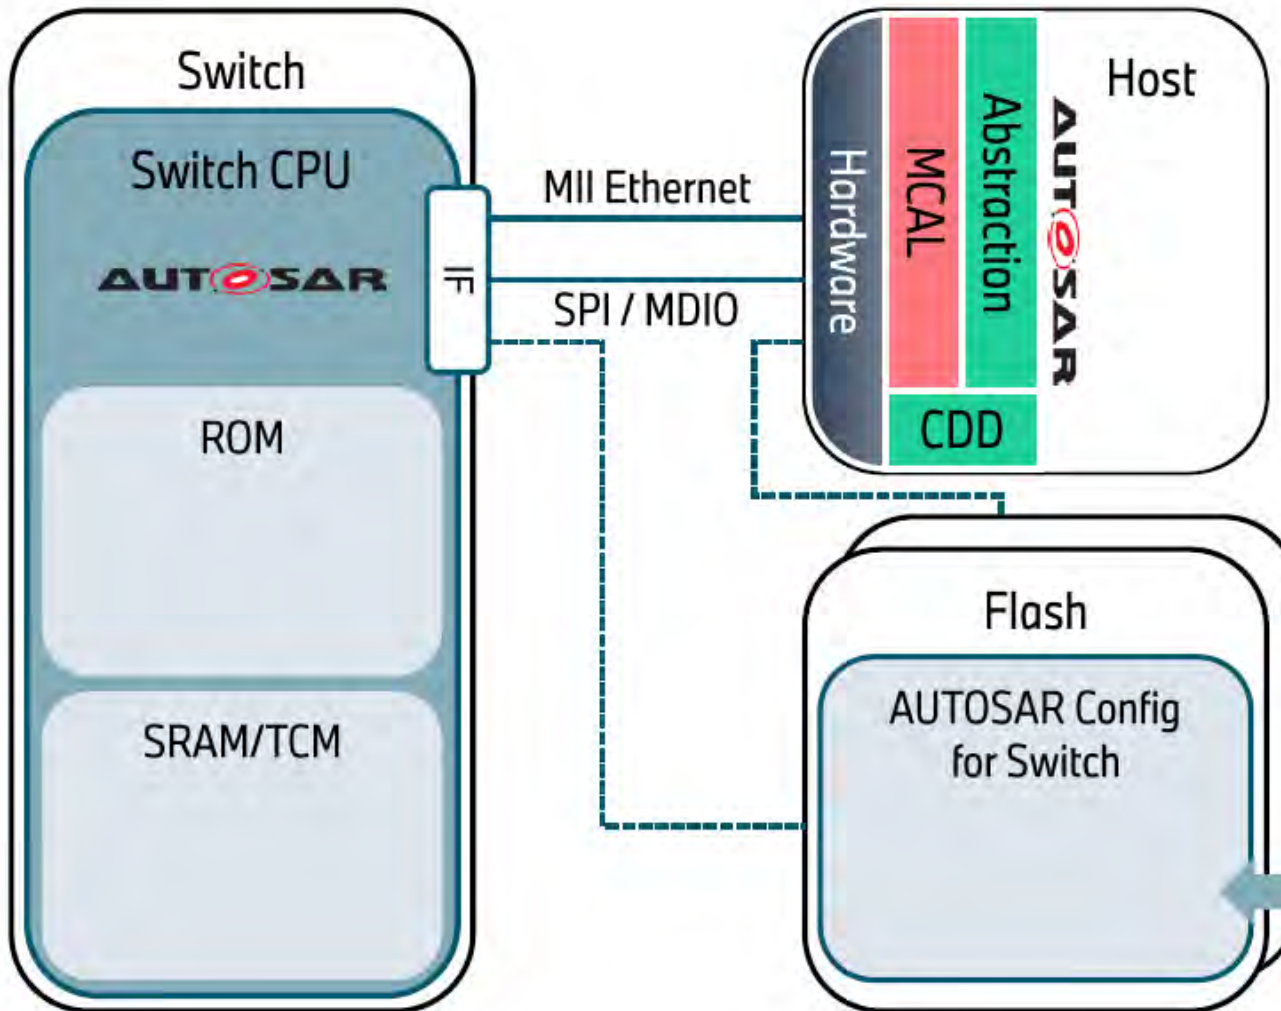 Switch
Switch CPU
AUTOSAR
IF
ROM
SRAM/TCM
MII Ethernet
SPI / MDIO
Host
Hardware
MCAL
Abstraction
AUTOSAR
CDD
Flash
AUTOSAR Config
for Switch